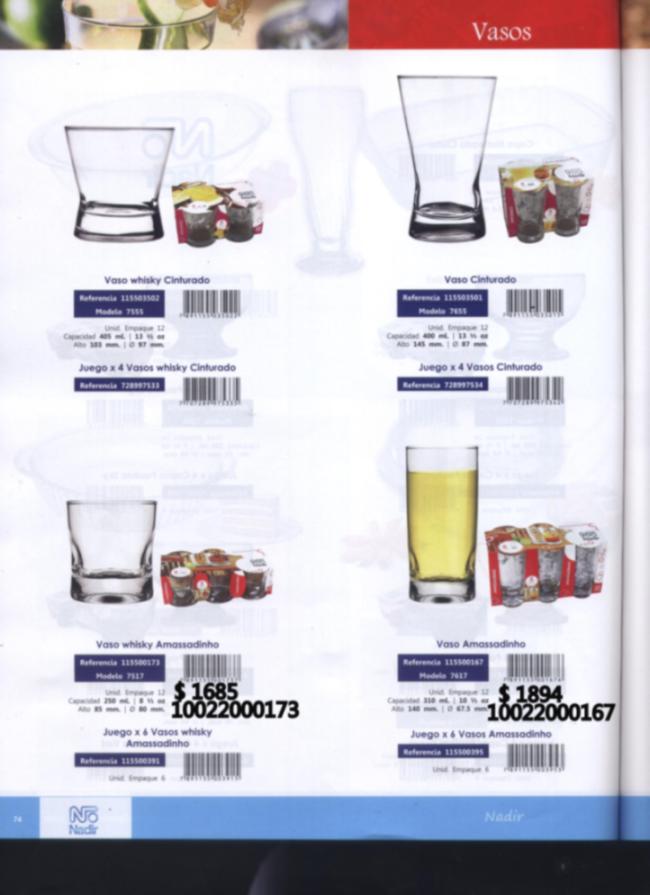 Vasos
Vaso whisky Cinturado
Referencia 115503502
Modelo 7555
Unid. Empaque 12
Capacidad 405 ml. | 13 ½ oz
Alto 103 mm. | Ø 97 mm.
Juego x 4 Vasos whisky Cinturado
Referencia 728997533
Vaso Cinturado
Referencia 115503501
Modelo 7655
Unid. Empaque 12
Capacidad 400 ml. | 13 ½ oz
Alto 145 mm. | Ø 87 mm.
Juego x 4 Vasos Cinturado
Referencia 728997534
Vaso whisky Amassadinho
Referencia 115500173
Modelo 7517
Unid. Empaque 12
Capacidad 250 ml. | 8 ½ oz
Alto 85 mm. | Ø 80 mm.
$ 1685
10022000173
Juego x 6 Vasos whisky
Amassadinho
Referencia 115500391
Unid. Empaque 6
Vaso Amassadinho
Referencia 115500167
Modelo 7617
Unid. Empaque 12
Capacidad 310 ml. | 10 ½ oz
Alto 140 mm. | Ø 67.5 mm
$ 1894
10022000167
Juego x 6 Vasos Amassadinho
Referencia 115500395
Unid. Empaque 6
74
Nadir
Nadir